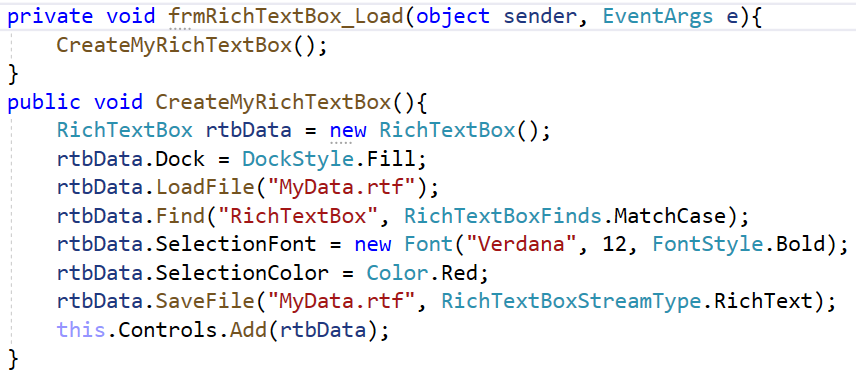 private void frmRichTextBox_Load(object sender, EventArgs e){
    CreateMyRichTextBox();
}
public void CreateMyRichTextBox(){
    RichTextBox rtbData = new RichTextBox();
    rtbData.Dock = DockStyle.Fill;
    rtbData.LoadFile("MyData.rtf");
    rtbData.Find("RichTextBox", RichTextBoxFinds.MatchCase);
    rtbData.SelectionFont = new Font("Verdana", 12, FontStyle.Bold);
    rtbData.SelectionColor = Color.Red;
    rtbData.SaveFile("MyData.rtf", RichTextBoxStreamType.RichText);
    this.Controls.Add(rtbData);
}